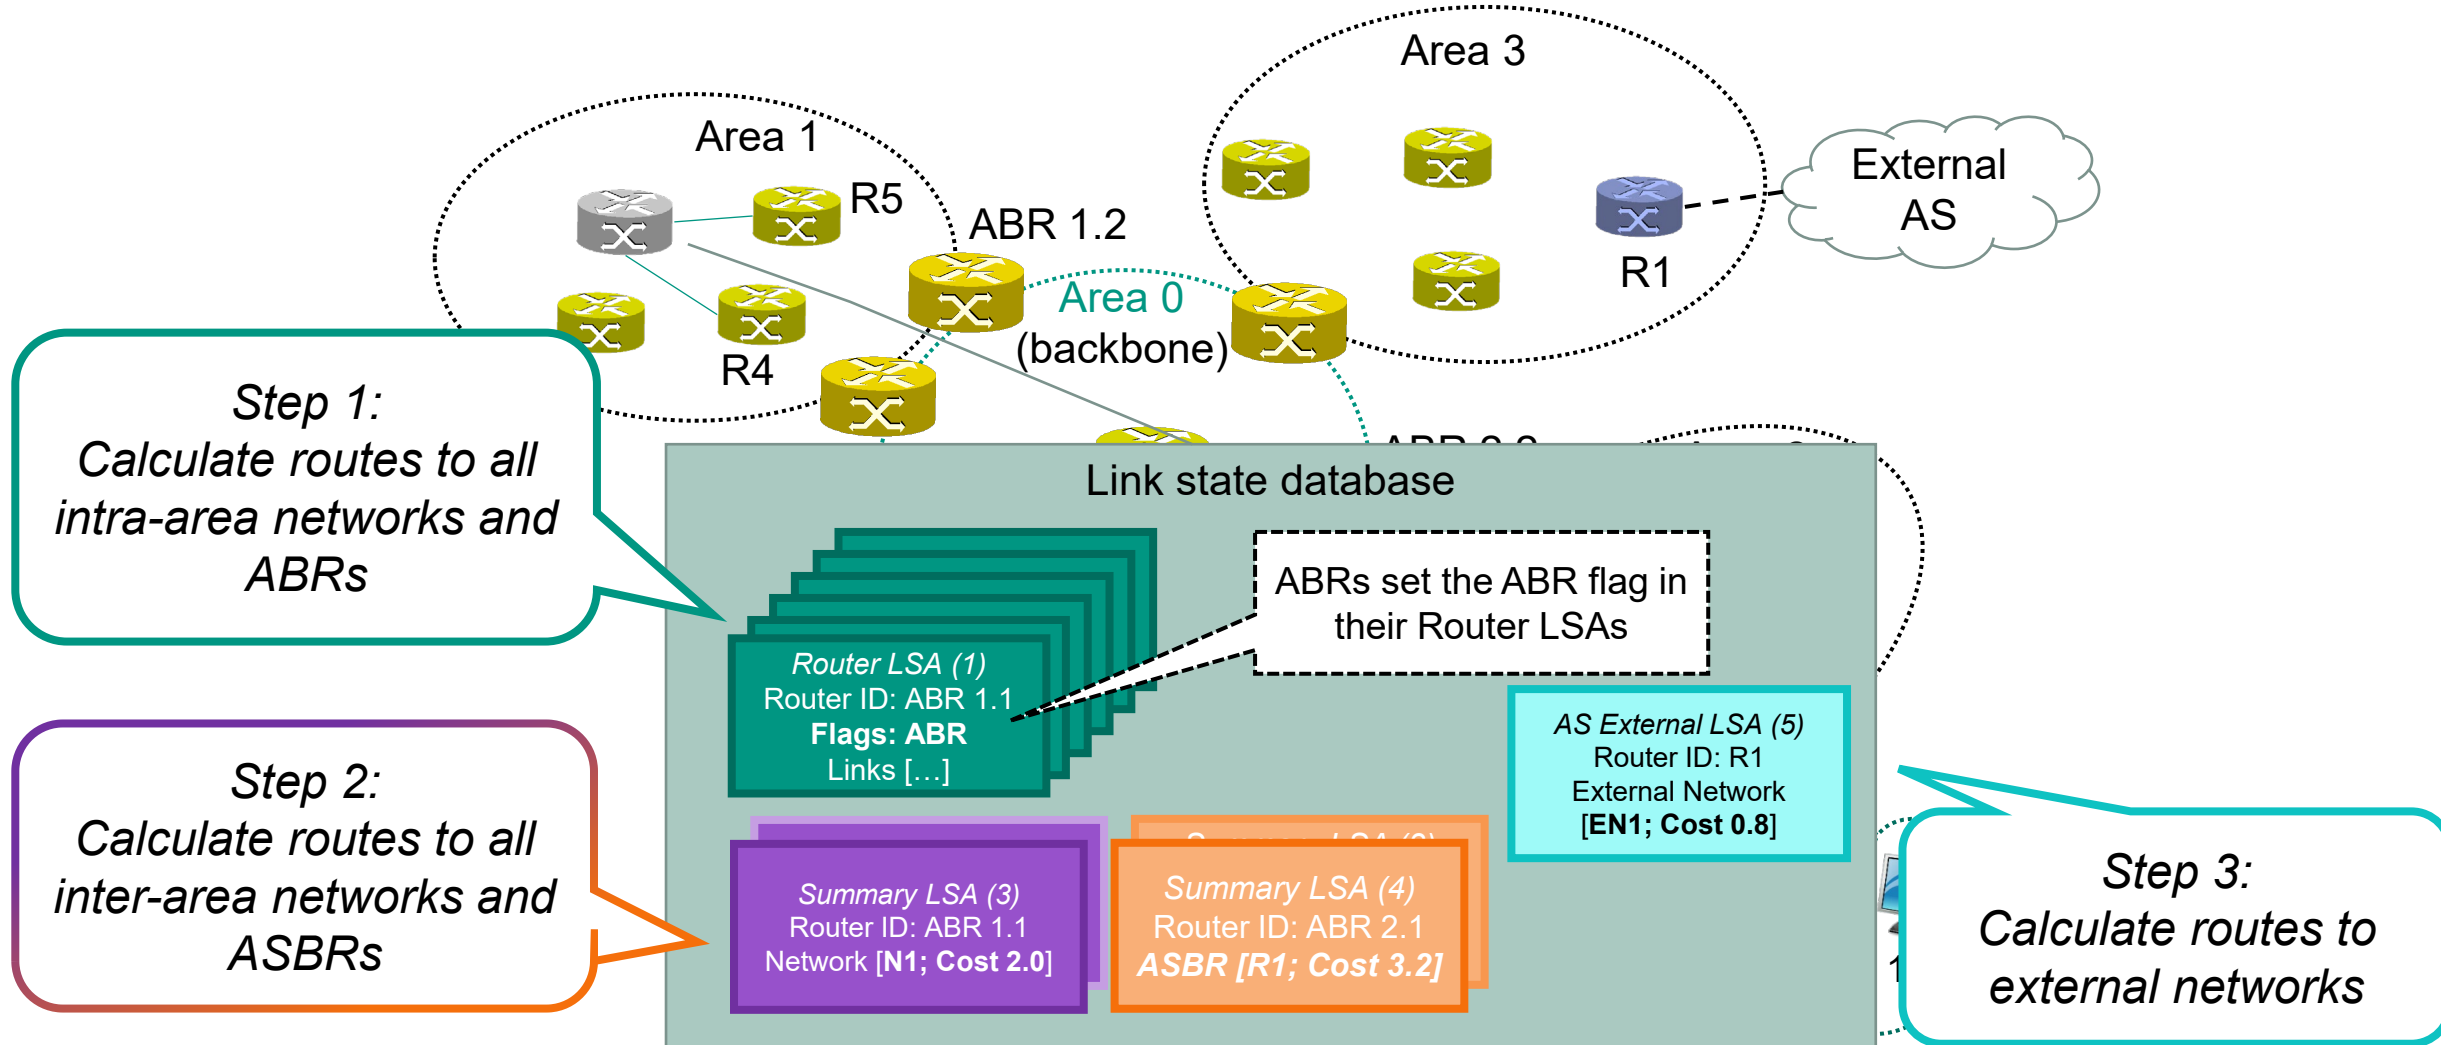 Area 3
Area 1
External
AS
R5
ABR 1.2
R1
Area 0
(backbone)
R4
Step 1:
Calculate routes to all
intra-area networks and
ABRs
Link state database
ABRs set the ABR flag in
their Router LSAs
Router LSA (1)
Router ID: ABR 1.1
Flags: ABR
Links […]
AS External LSA (5)
Router ID: R1
External Network
[EN1; Cost 0.8]
Step 2:
Calculate routes to all
inter-area networks and
ASBRs
Summary LSA (3)
Router ID: ABR 1.1
Network [N1; Cost 2.0]
Summary LSA (4)
Router ID: ABR 2.1
ASBR [R1; Cost 3.2]
Step 3:
Calculate routes to
external networks